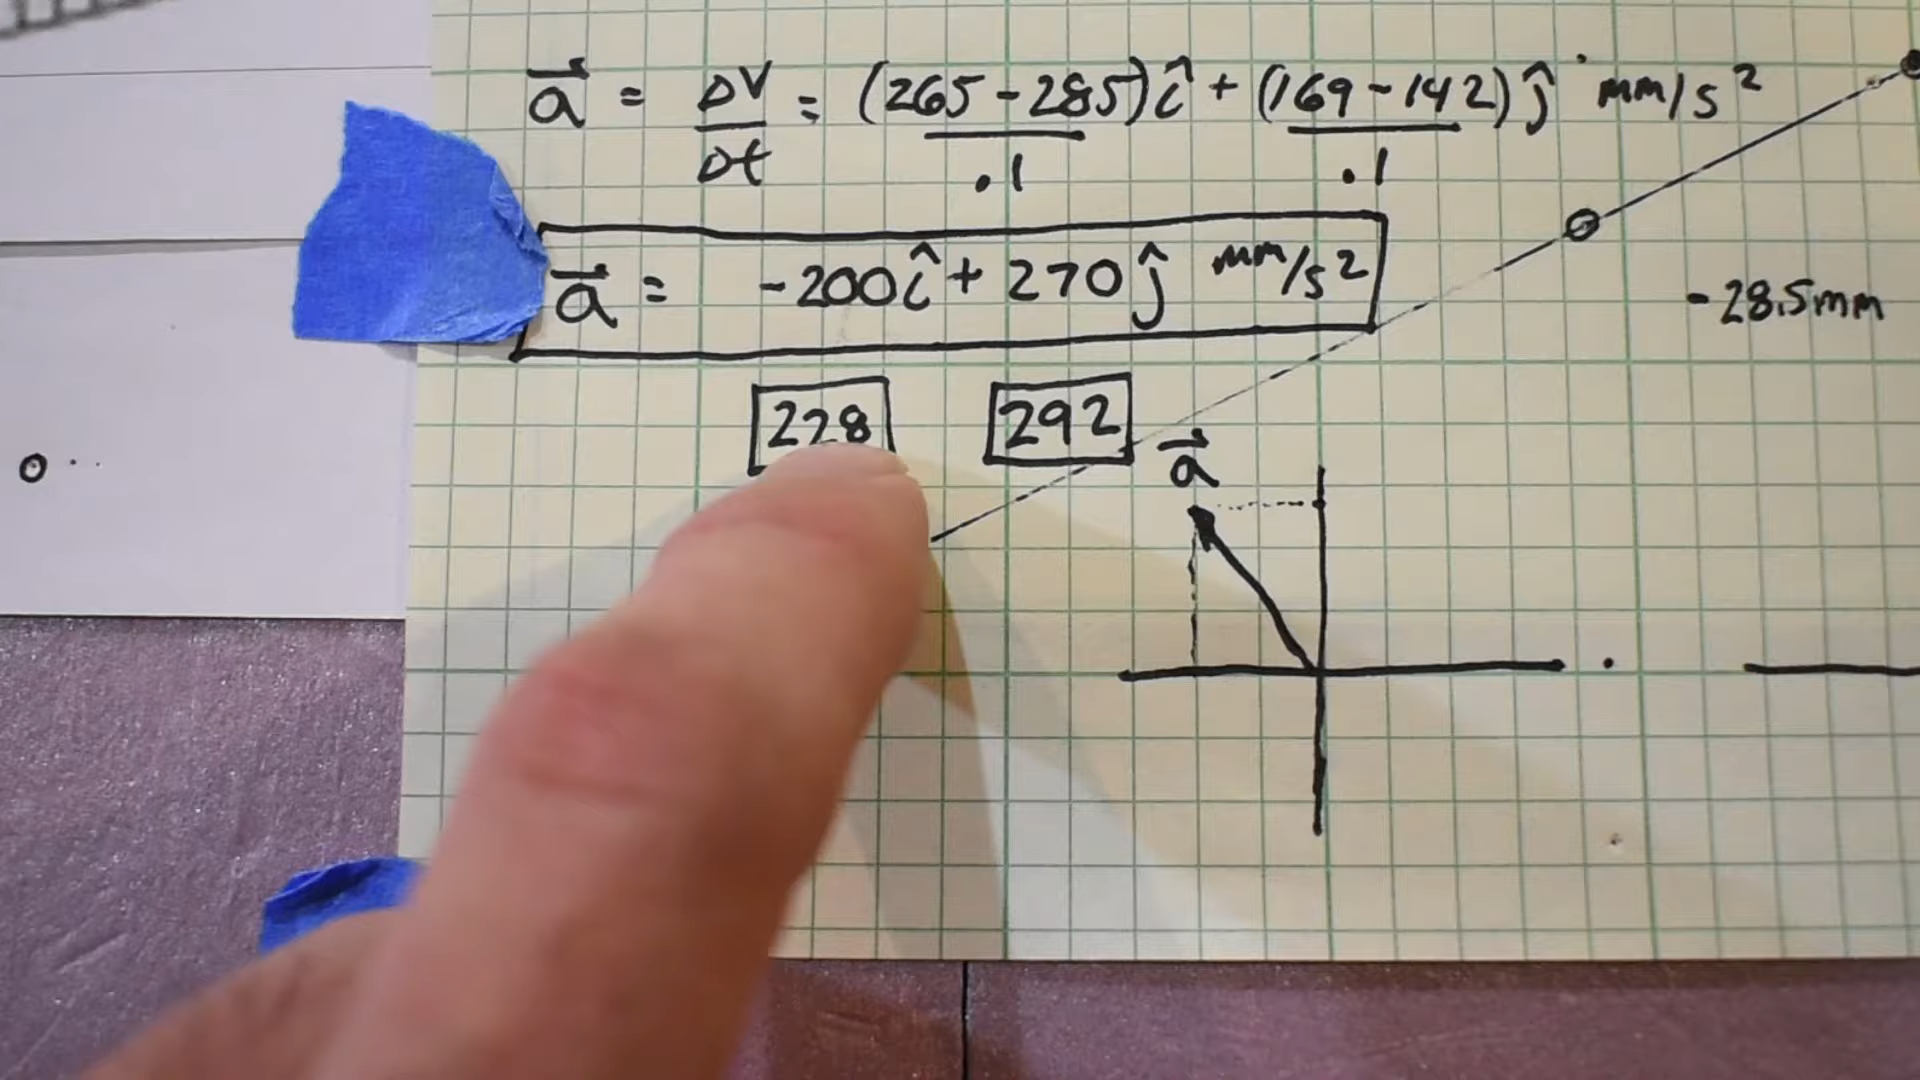 a⃗ = ΔV/Δt = (265-285)/.1 î + (169-142)/.1 ĵ mm/s²
a⃗ = -200î + 270ĵ mm/s²
-28.5mm
228 292
a⃗